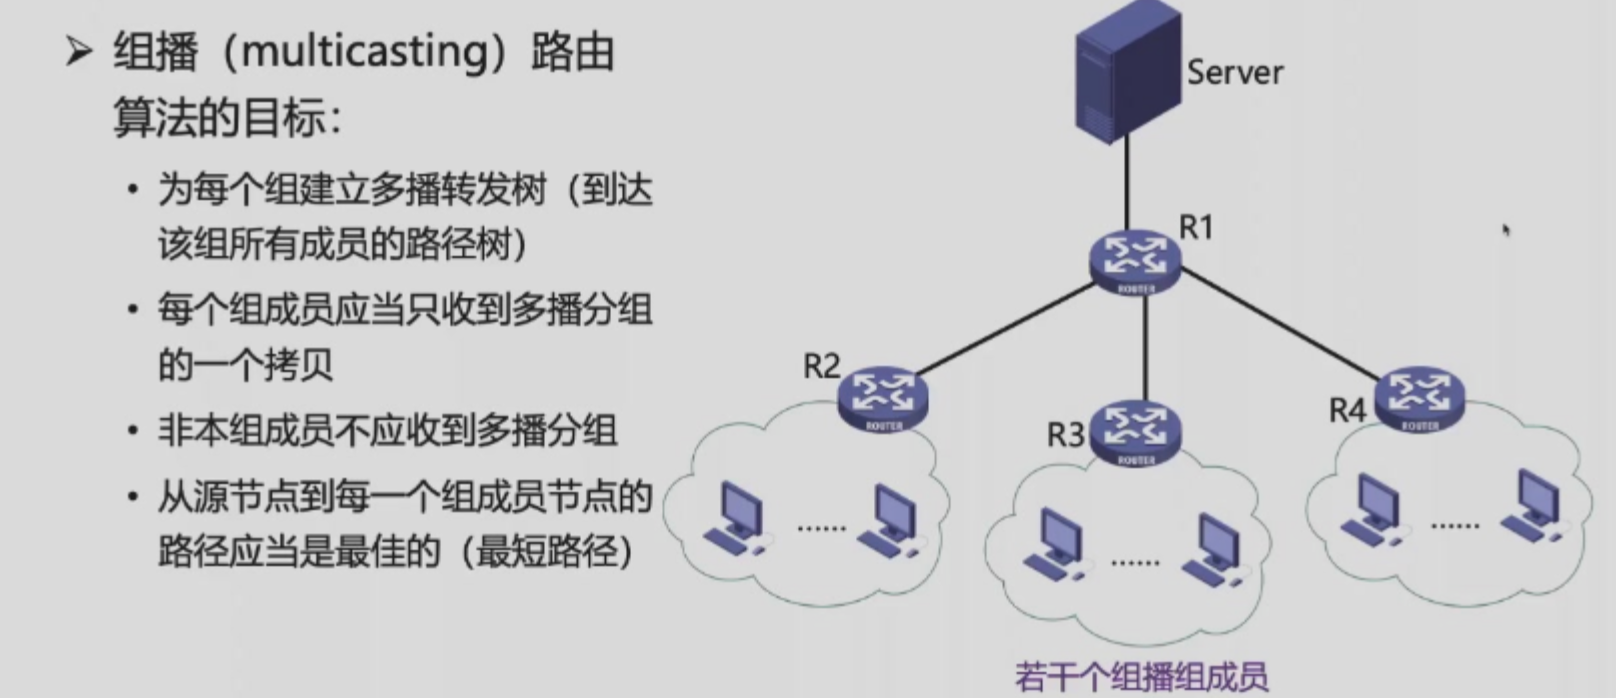 ➢ 组播（multicasting）路由
算法的目标：
• 为每个组建立多播转发树（到达
该组所有成员的路径树）
• 每个组成员应当只收到多播分组
的一个拷贝
• 非本组成员不应收到多播分组
• 从源节点到每一个组成员节点的
路径应当是最佳的（最短路径）
Server
R1
ROUTER
R2
ROUTER
R3
ROUTER
R4
ROUTER
......
......
......
若干个组播组成员